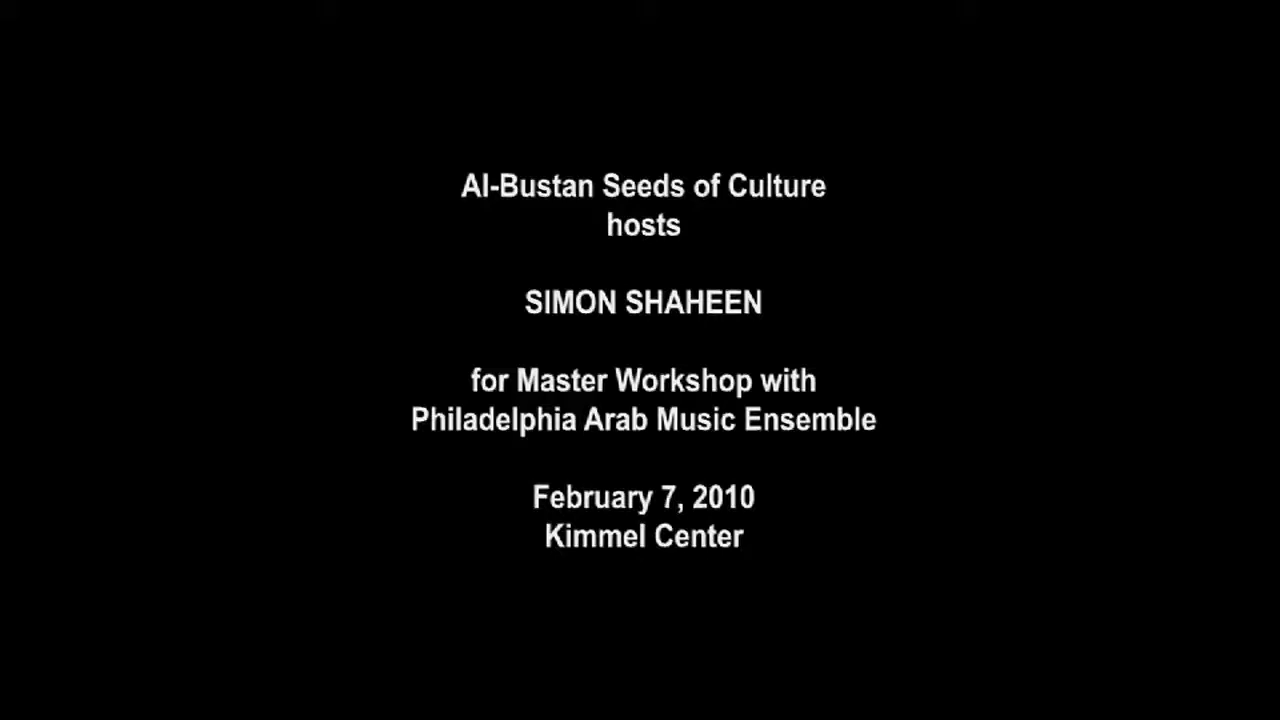 Al-Bustan Seeds of Culture
hosts
SIMON SHAHEEN
for Master Workshop with
Philadelphia Arab Music Ensemble
February 7, 2010
Kimmel Center